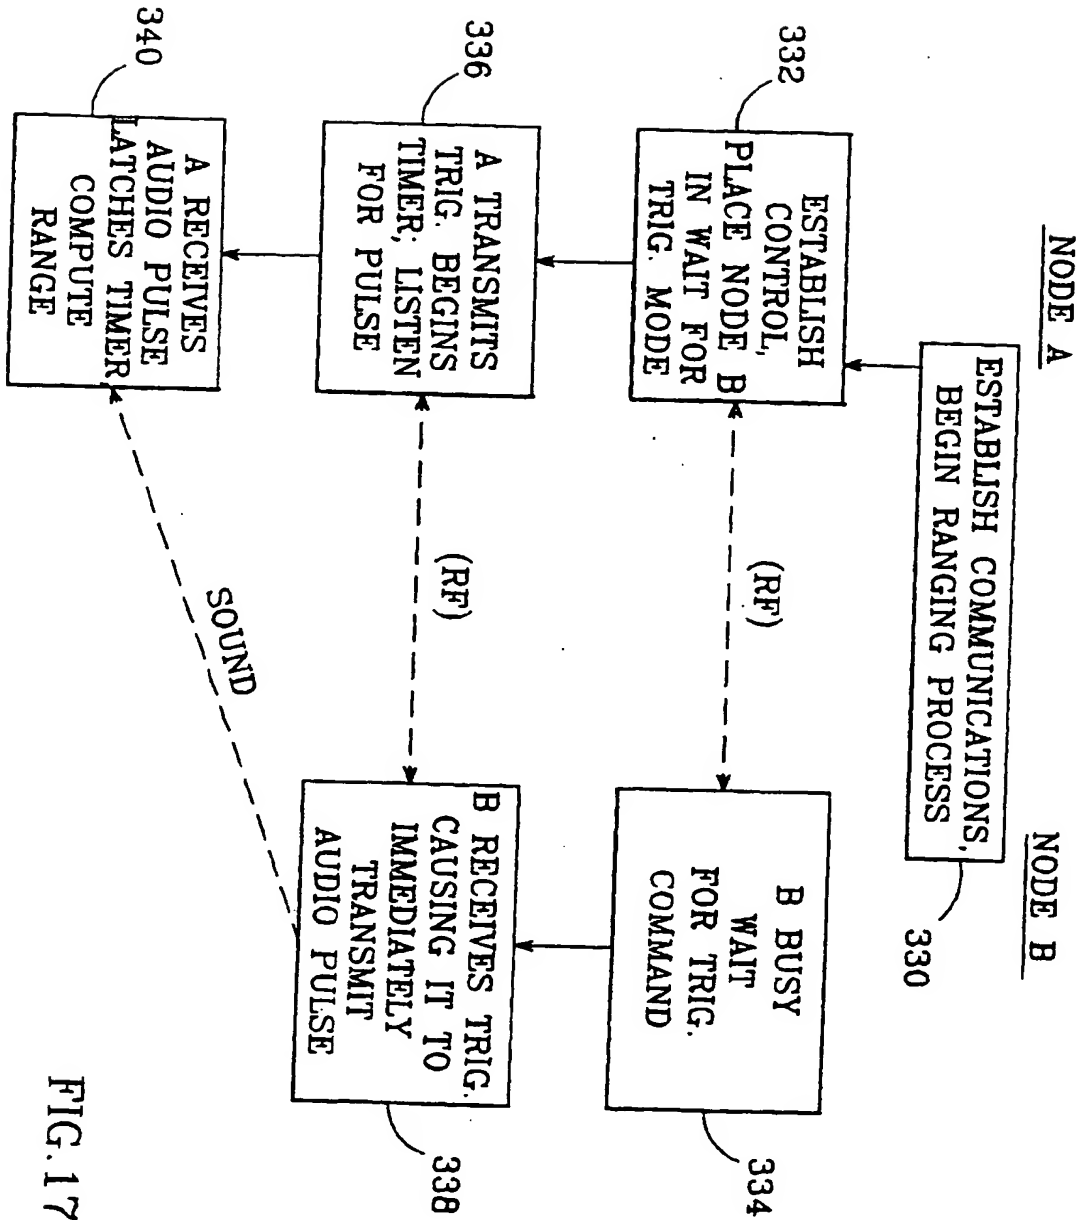 NODE A
NODE B
ESTABLISH COMMUNICATIONS,
BEGIN RANGING PROCESS
330
332
ESTABLISH
CONTROL,
PLACE NODE B
IN WAIT FOR
TRIG. MODE
(RF)
B BUSY
WAIT
FOR TRIG.
COMMAND
334
336
A TRANSMITS
TRIG. BEGINS
TIMER; LISTEN
FOR PULSE
(RF)
B RECEIVES TRIG.
CAUSING IT TO
IMMEDIATELY
TRANSMIT
AUDIO PULSE
338
340
A RECEIVES
AUDIO PULSE
LATCHES TIMER,
COMPUTE
RANGE
SOUND
FIG.17